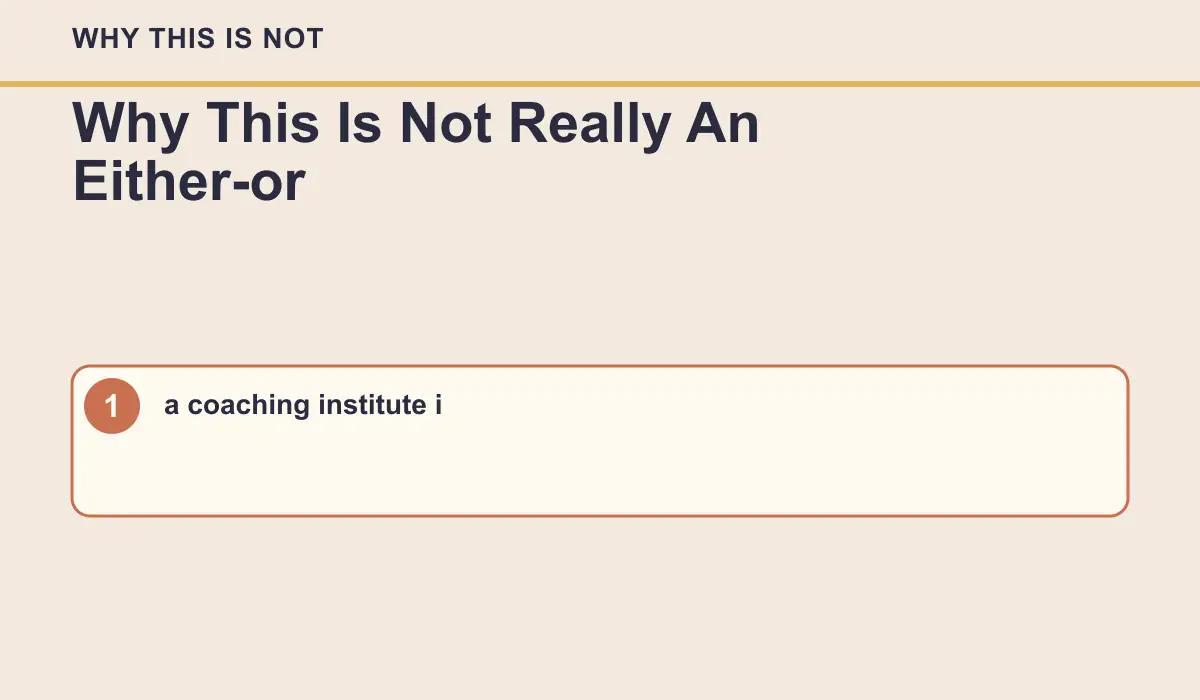 WHY THIS IS NOT
Why This Is Not Really An
Either-or
1
a coaching institute i